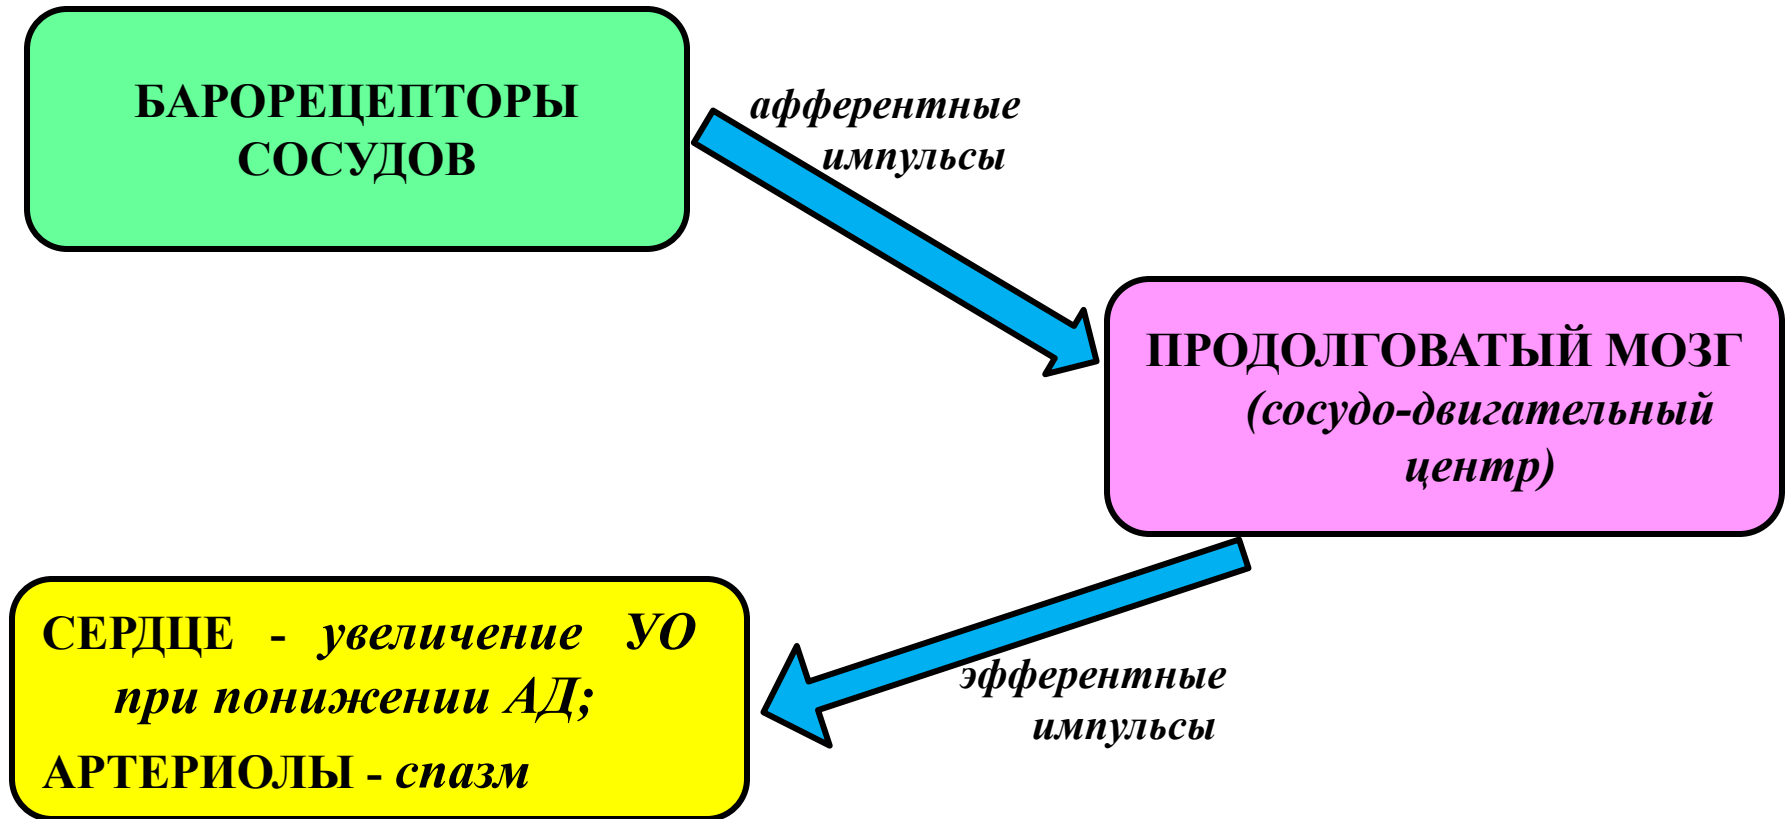 БАРОРЕЦЕПТОРЫ
СОСУДОВ
афферентные
импульсы
ПРОДОЛГОВАТЫЙ МОЗГ
(сосудо-двигательный
центр)
СЕРДЦЕ - увеличение УО
при понижении АД;
АРТЕРИОЛЫ - спазм
эфферентные
импульсы